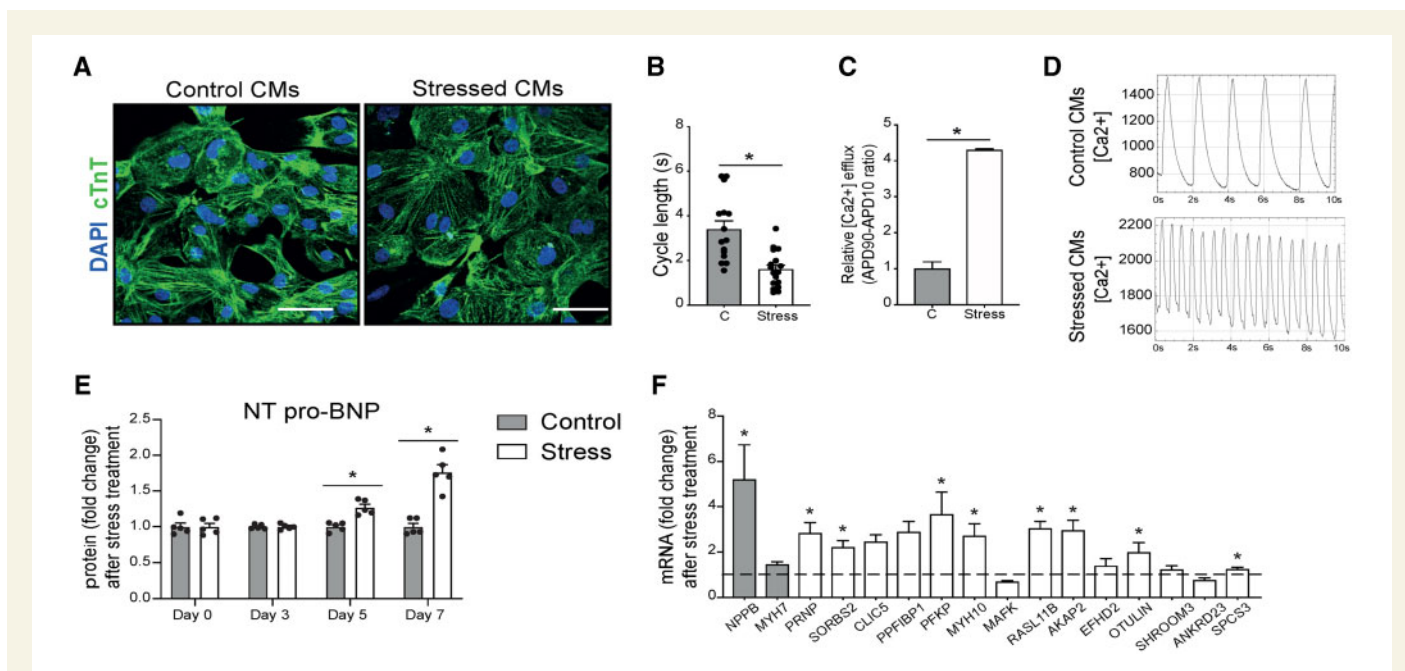 A
Control CMs
Stressed CMs
DAPI cTnT
B
Cycle length (s)
8
6
4
2
0
*
C
Stress
C
Relative [Ca2+] efflux
(APD90-APD10 ratio)
5
4
3
2
1
0
*
C
Stress
D
Control CMs
[Ca2+]
1400
1200
1000
800
0s 2s 4s 6s 8s 10s
Stressed CMs
[Ca2+]
2200
2000
1800
1600
0s 2s 4s 6s 8s 10s
E
NT pro-BNP
protein (fold change)
after stress treatment
2.5
2.0
1.5
1.0
0.5
0.0
*
*
Day 0 Day 3 Day 5 Day 7
Control
Stress
F
mRNA (fold change)
after stress treatment
8
6
4
2
0
* * * * * * * * *
NPPB
MYH7
PRNP
SORBS2
CLIC5
PPFIBP1
PFKP
MYH10
MAFK
RASL11B
AKAP2
EFHD2
OTULIN
SHROOM3
ANKRD23
SPCS3